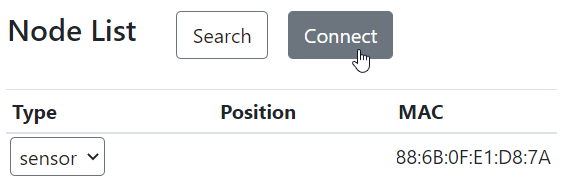 Node List Search Connect
Type Position MAC
sensor 88:6B:0F:E1:D8:7A